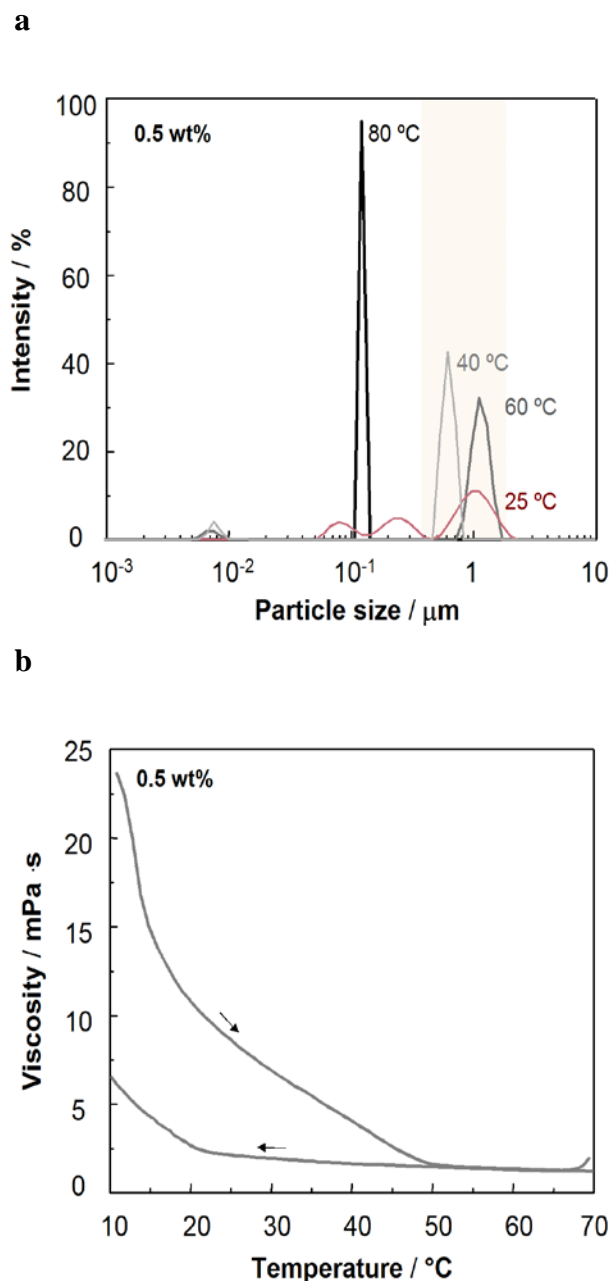 a
100
80
60
40
20
0
Intensity / %
0.5 wt%
80 ºC
40 ºC
60 ºC
25 ºC
10-3
10-2
10-1
1
10
Particle size / μm
b
25
20
15
10
5
0
Viscosity / mPa ·s
0.5 wt%
10
20
30
40
50
60
70
Temperature / °C